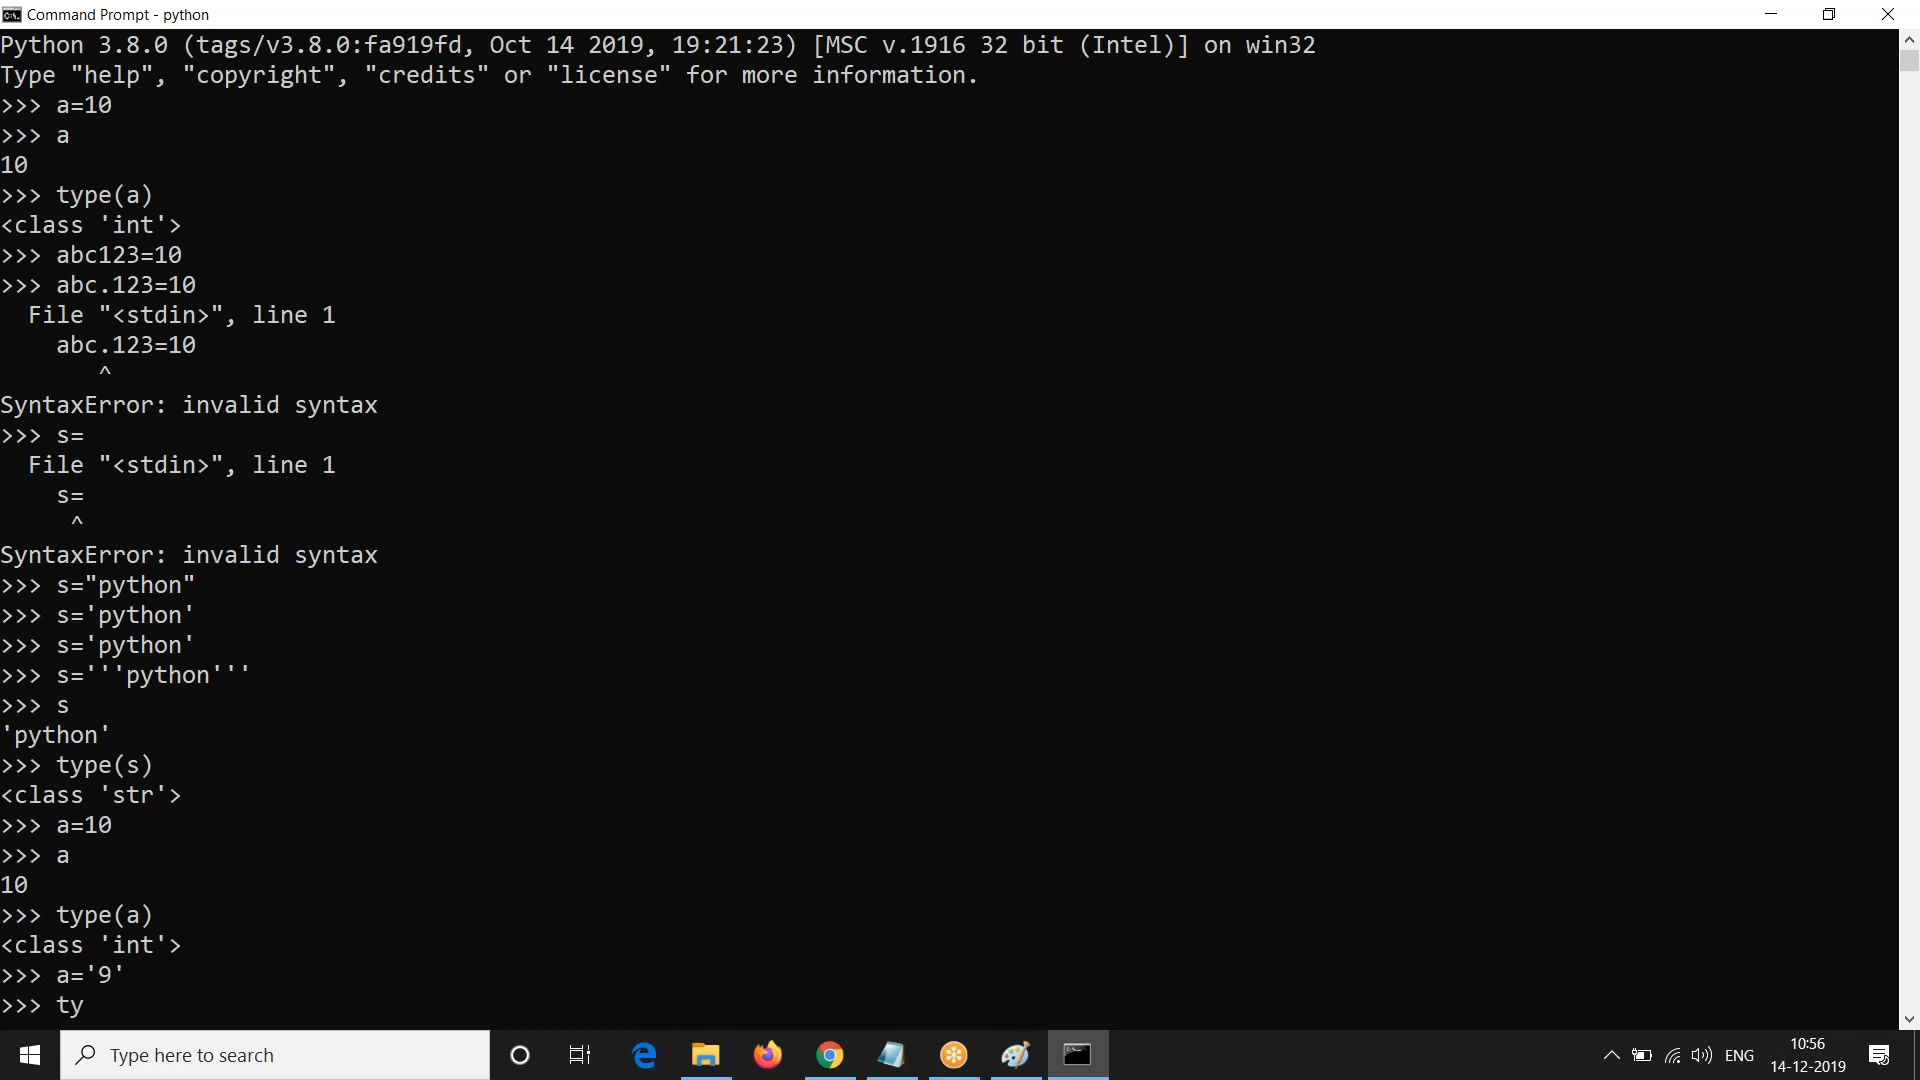 Command Prompt - python
Python 3.8.0 (tags/v3.8.0:fa919fd, Oct 14 2019, 19:21:23) [MSC v.1916 32 bit (Intel)] on win32
Type "help", "copyright", "credits" or "license" for more information.
>>> a=10
>>> a
10
>>> type(a)
<class 'int'>
>>> abc123=10
>>> abc.123=10
  File "<stdin>", line 1
    abc.123=10
       ^
SyntaxError: invalid syntax
>>> s=
  File "<stdin>", line 1
    s=
     ^
SyntaxError: invalid syntax
>>> s="python"
>>> s='python'
>>> s='python'
>>> s='''python'''
>>> s
'python'
>>> type(s)
<class 'str'>
>>> a=10
>>> a
10
>>> type(a)
<class 'int'>
>>> a='9'
>>> ty
Type here to search
ENG
10:56
14-12-2019